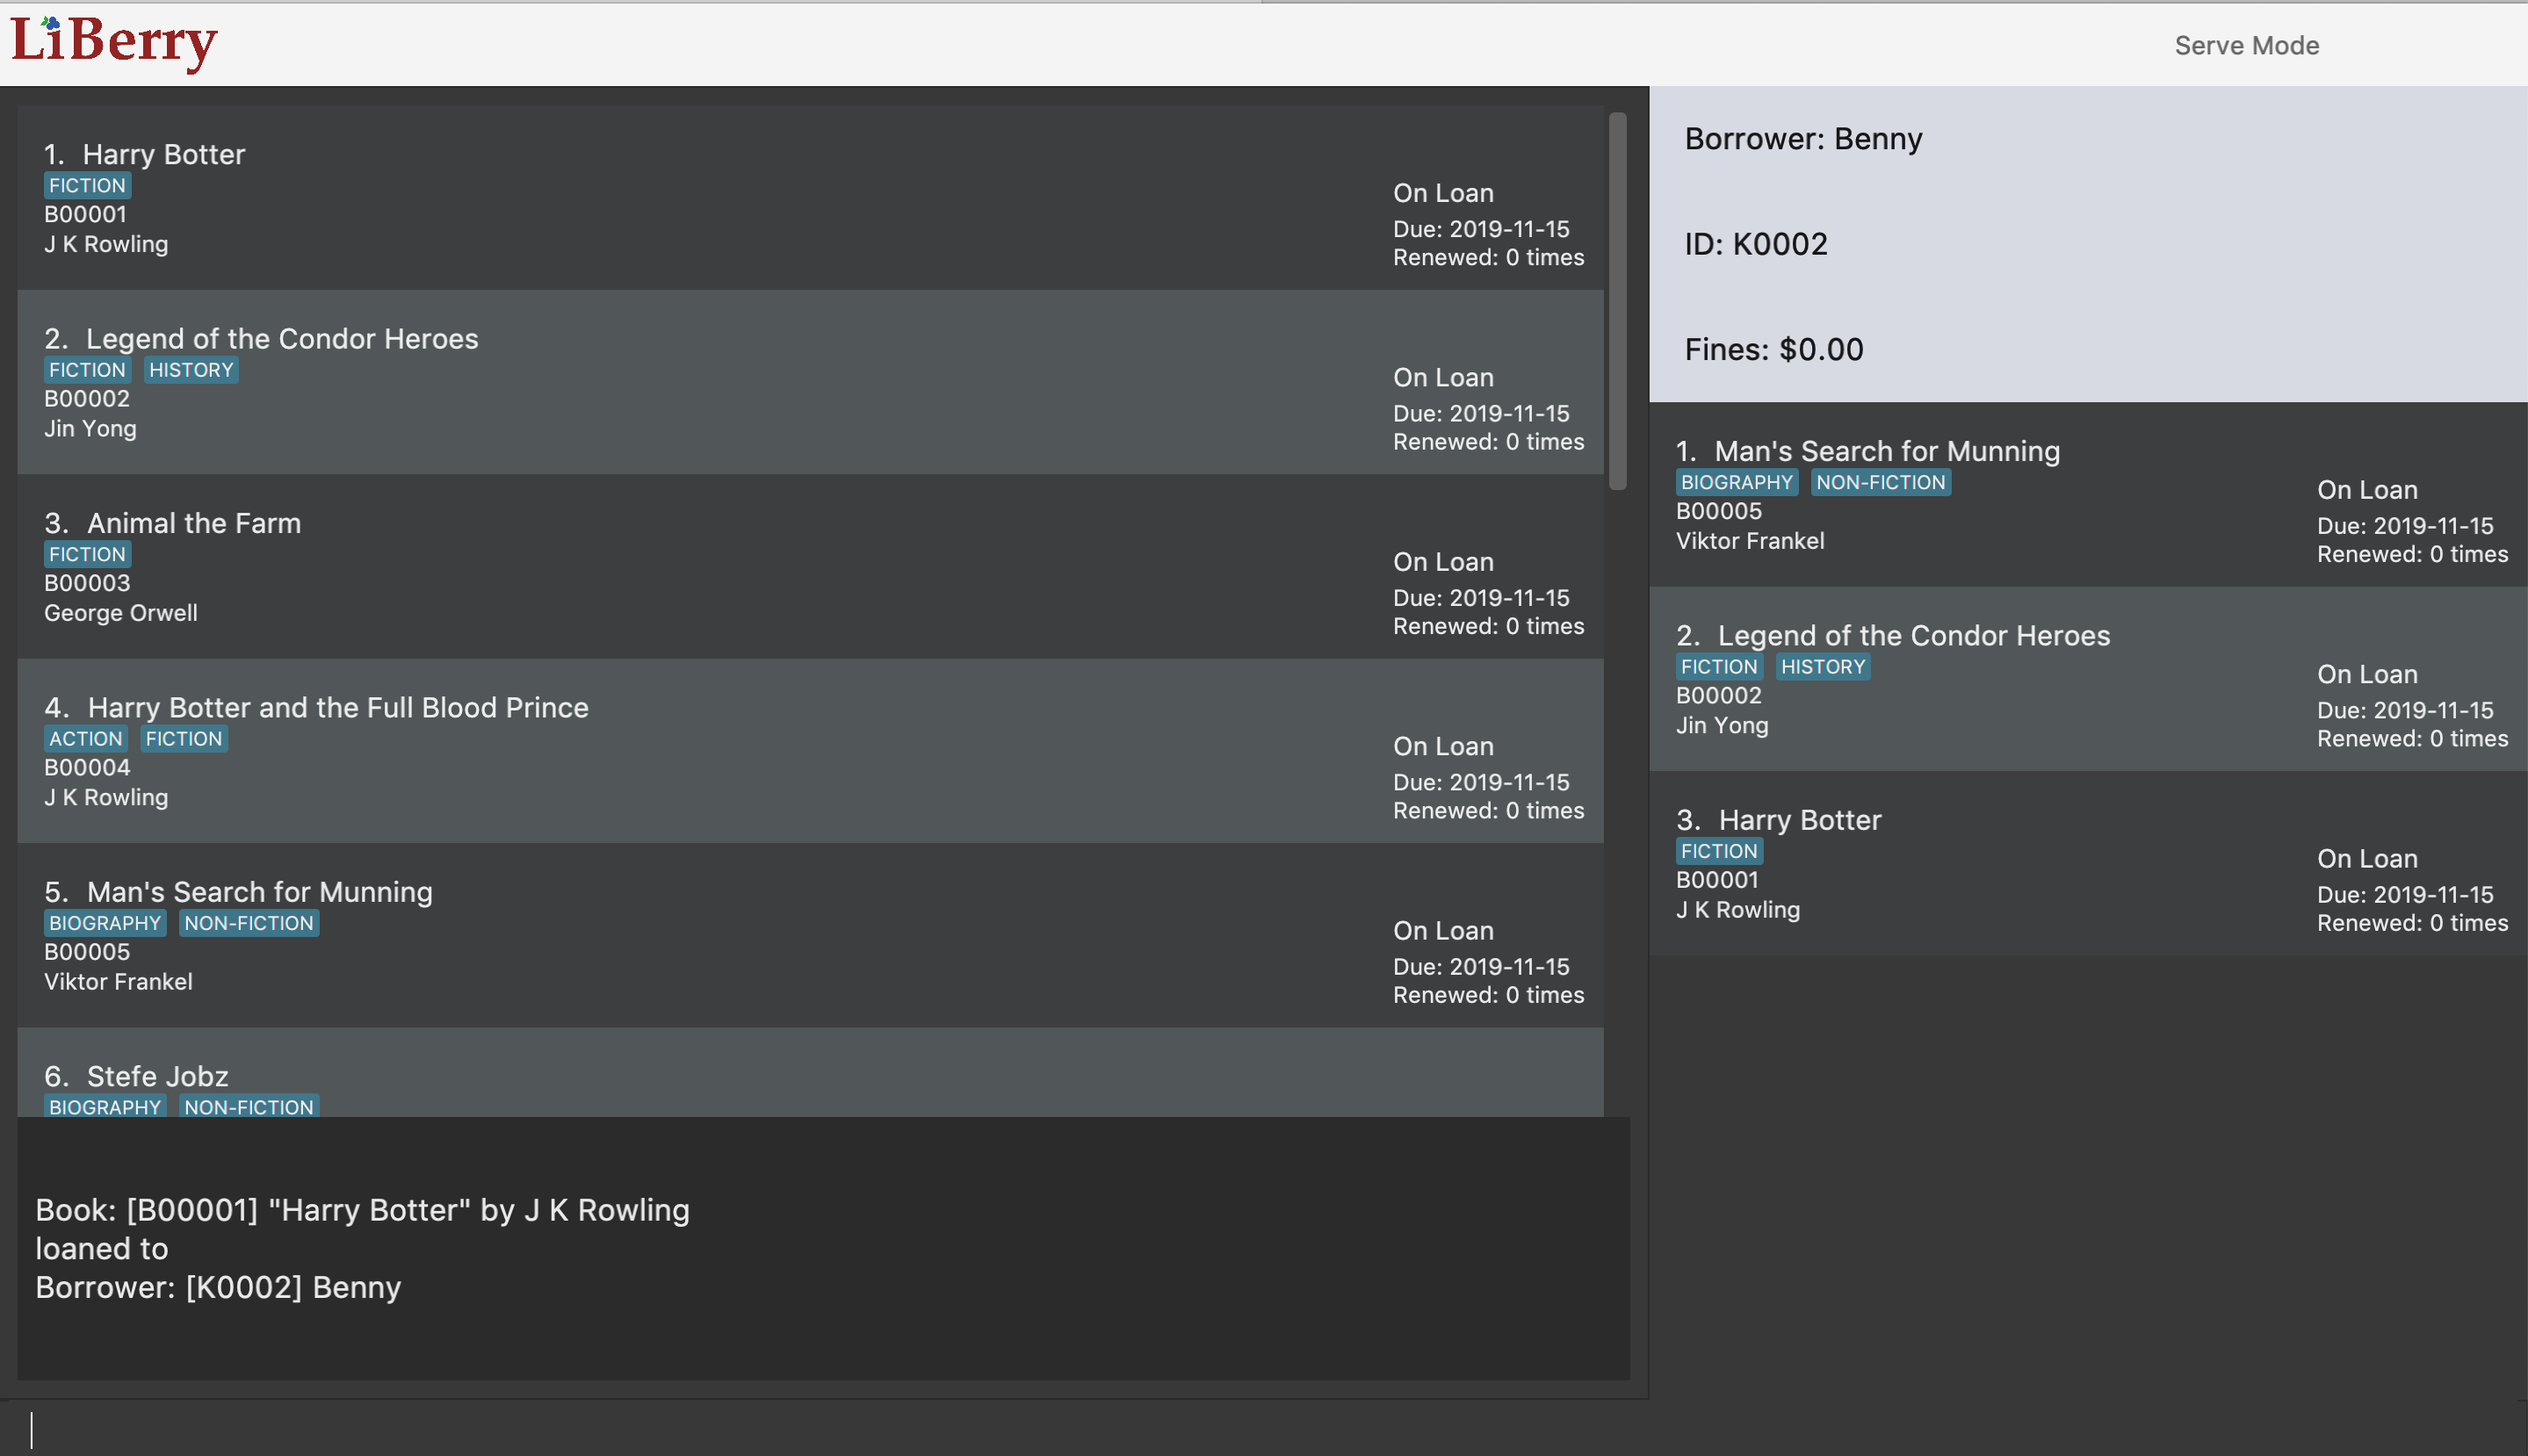 LiBerry
Serve Mode
1. Harry Botter
FICTION
B00001
J K Rowling
On Loan
Due: 2019-11-15
Renewed: 0 times
2. Legend of the Condor Heroes
FICTION HISTORY
B00002
Jin Yong
On Loan
Due: 2019-11-15
Renewed: 0 times
3. Animal the Farm
FICTION
B00003
George Orwell
On Loan
Due: 2019-11-15
Renewed: 0 times
4. Harry Botter and the Full Blood Prince
ACTION FICTION
B00004
J K Rowling
On Loan
Due: 2019-11-15
Renewed: 0 times
5. Man's Search for Munning
BIOGRAPHY NON-FICTION
B00005
Viktor Frankel
On Loan
Due: 2019-11-15
Renewed: 0 times
6. Stefe Jobz
BIOGRAPHY NON-FICTION
Book: [B00001] "Harry Botter" by J K Rowling
loaned to
Borrower: [K0002] Benny
Borrower: Benny
ID: K0002
Fines: $0.00
1. Man's Search for Munning
BIOGRAPHY NON-FICTION
B00005
Viktor Frankel
On Loan
Due: 2019-11-15
Renewed: 0 times
2. Legend of the Condor Heroes
FICTION HISTORY
B00002
Jin Yong
On Loan
Due: 2019-11-15
Renewed: 0 times
3. Harry Botter
FICTION
B00001
J K Rowling
On Loan
Due: 2019-11-15
Renewed: 0 times